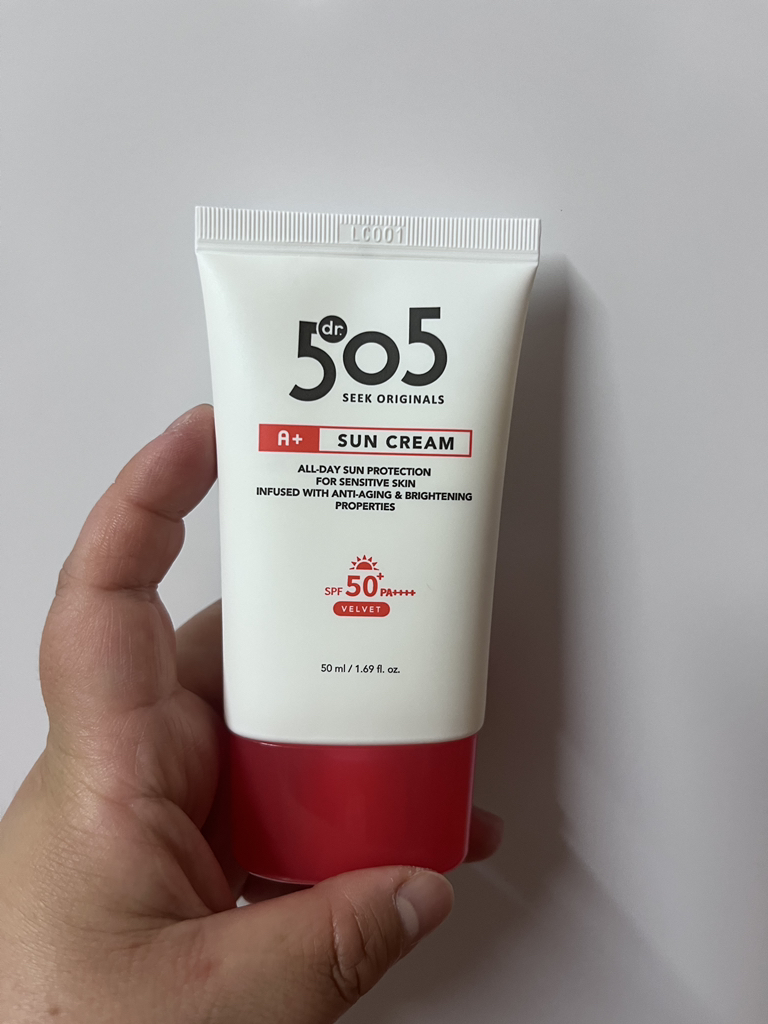 LC001
dr.
505
SEEK ORIGINALS
A+ SUN CREAM
ALL-DAY SUN PROTECTION
FOR SENSITIVE SKIN
INFUSED WITH ANTI-AGING & BRIGHTENING
PROPERTIES
SPF 50+ PA++++
VELVET
50 ml / 1.69 fl. oz.